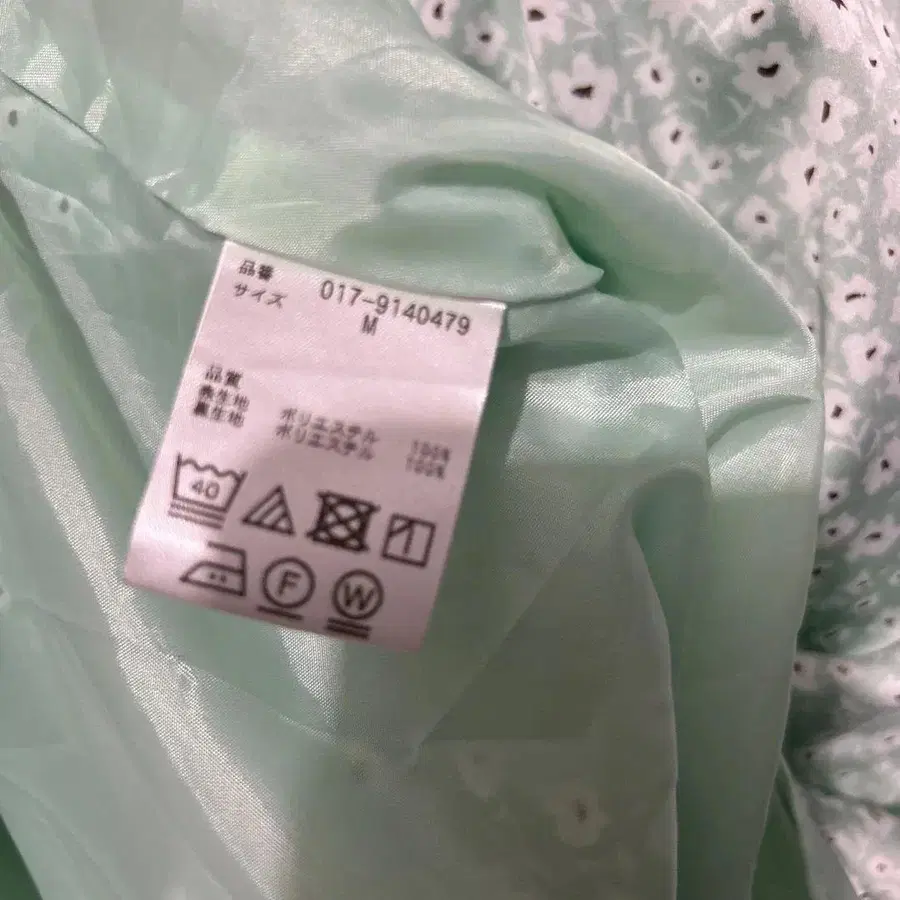 品番 017-9140479
サイズ M
品質
表生地 ポリエステル 100%
裏生地 ポリエステル 100%
40
F
W